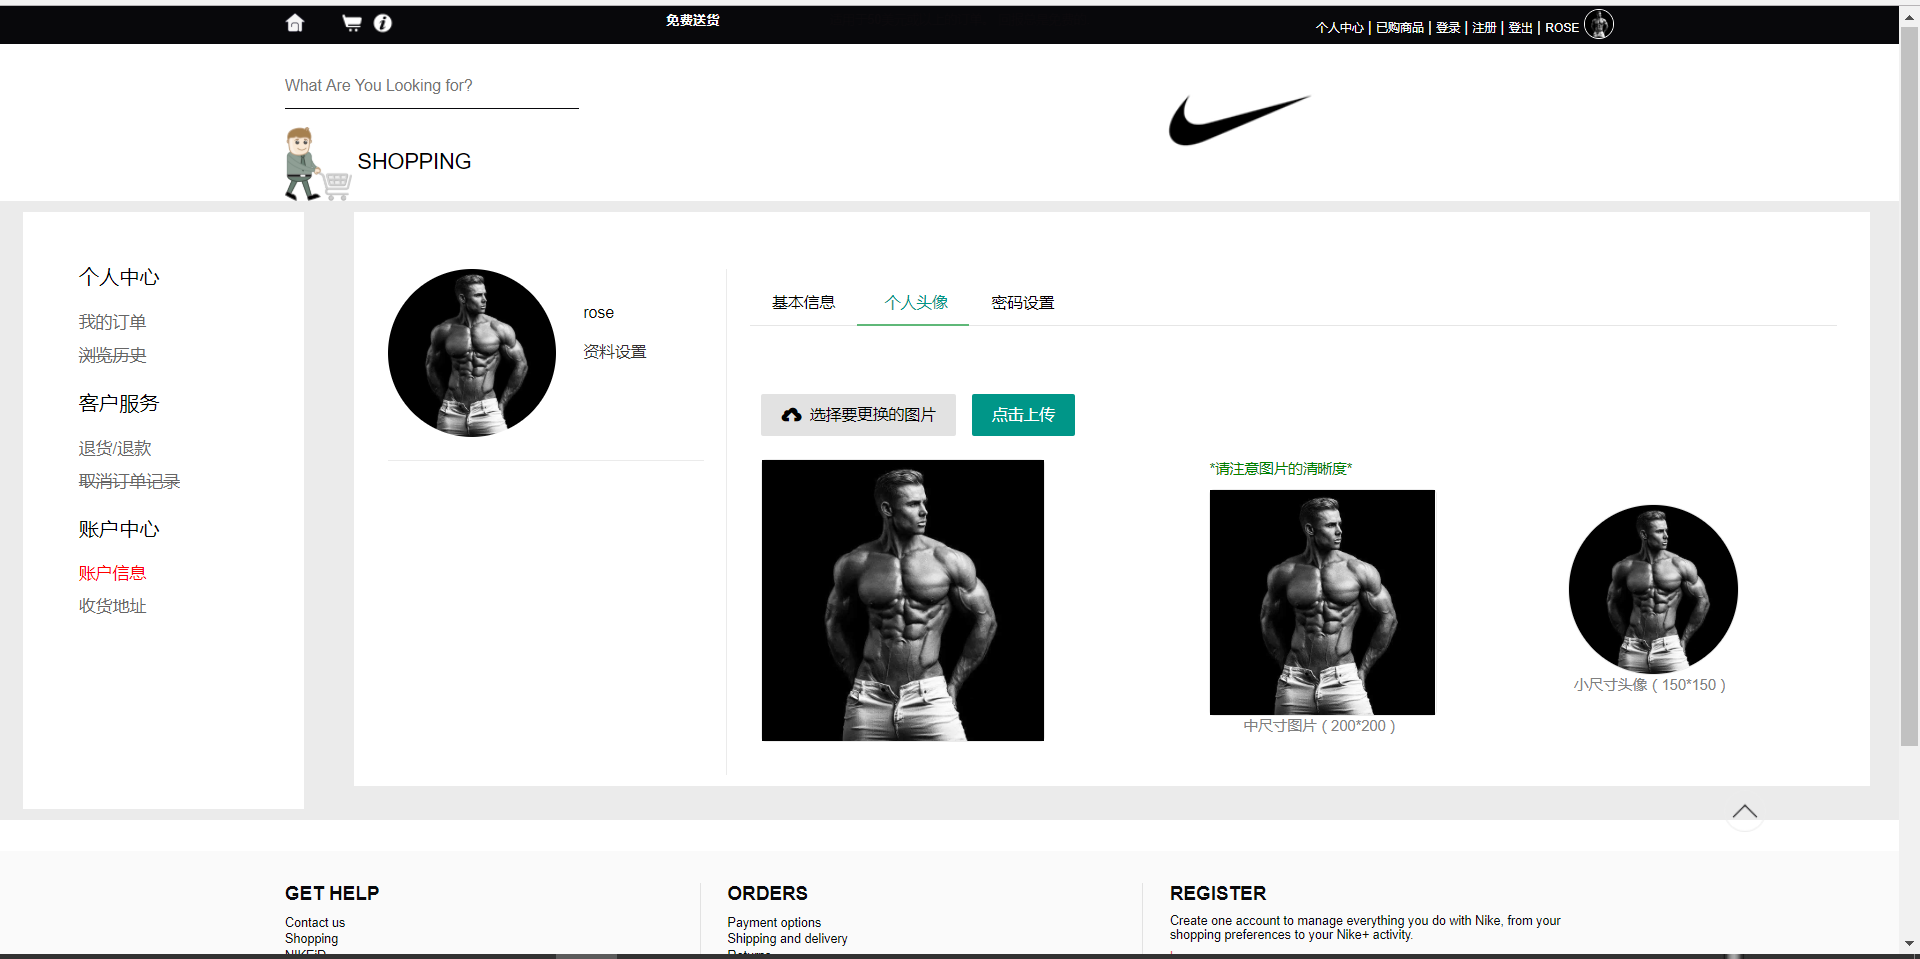 免费送货
个人中心 | 已购商品 | 登录 | 注册 | 登出 | ROSE
What Are You Looking for?
SHOPPING
个人中心
我的订单
浏览历史
客户服务
退货/退款
取消订单记录
账户中心
账户信息
收货地址
rose
资料设置
基本信息 个人头像 密码设置
选择要更换的图片 点击上传
*请注意图片的清晰度*
中尺寸图片 ( 200*200 )
小尺寸头像 ( 150*150 )
GET HELP
Contact us
Shopping
NIKEiD
ORDERS
Payment options
Shipping and delivery
Returns
REGISTER
Create one account to manage everything you do with Nike, from your
shopping preferences to your Nike+ activity.